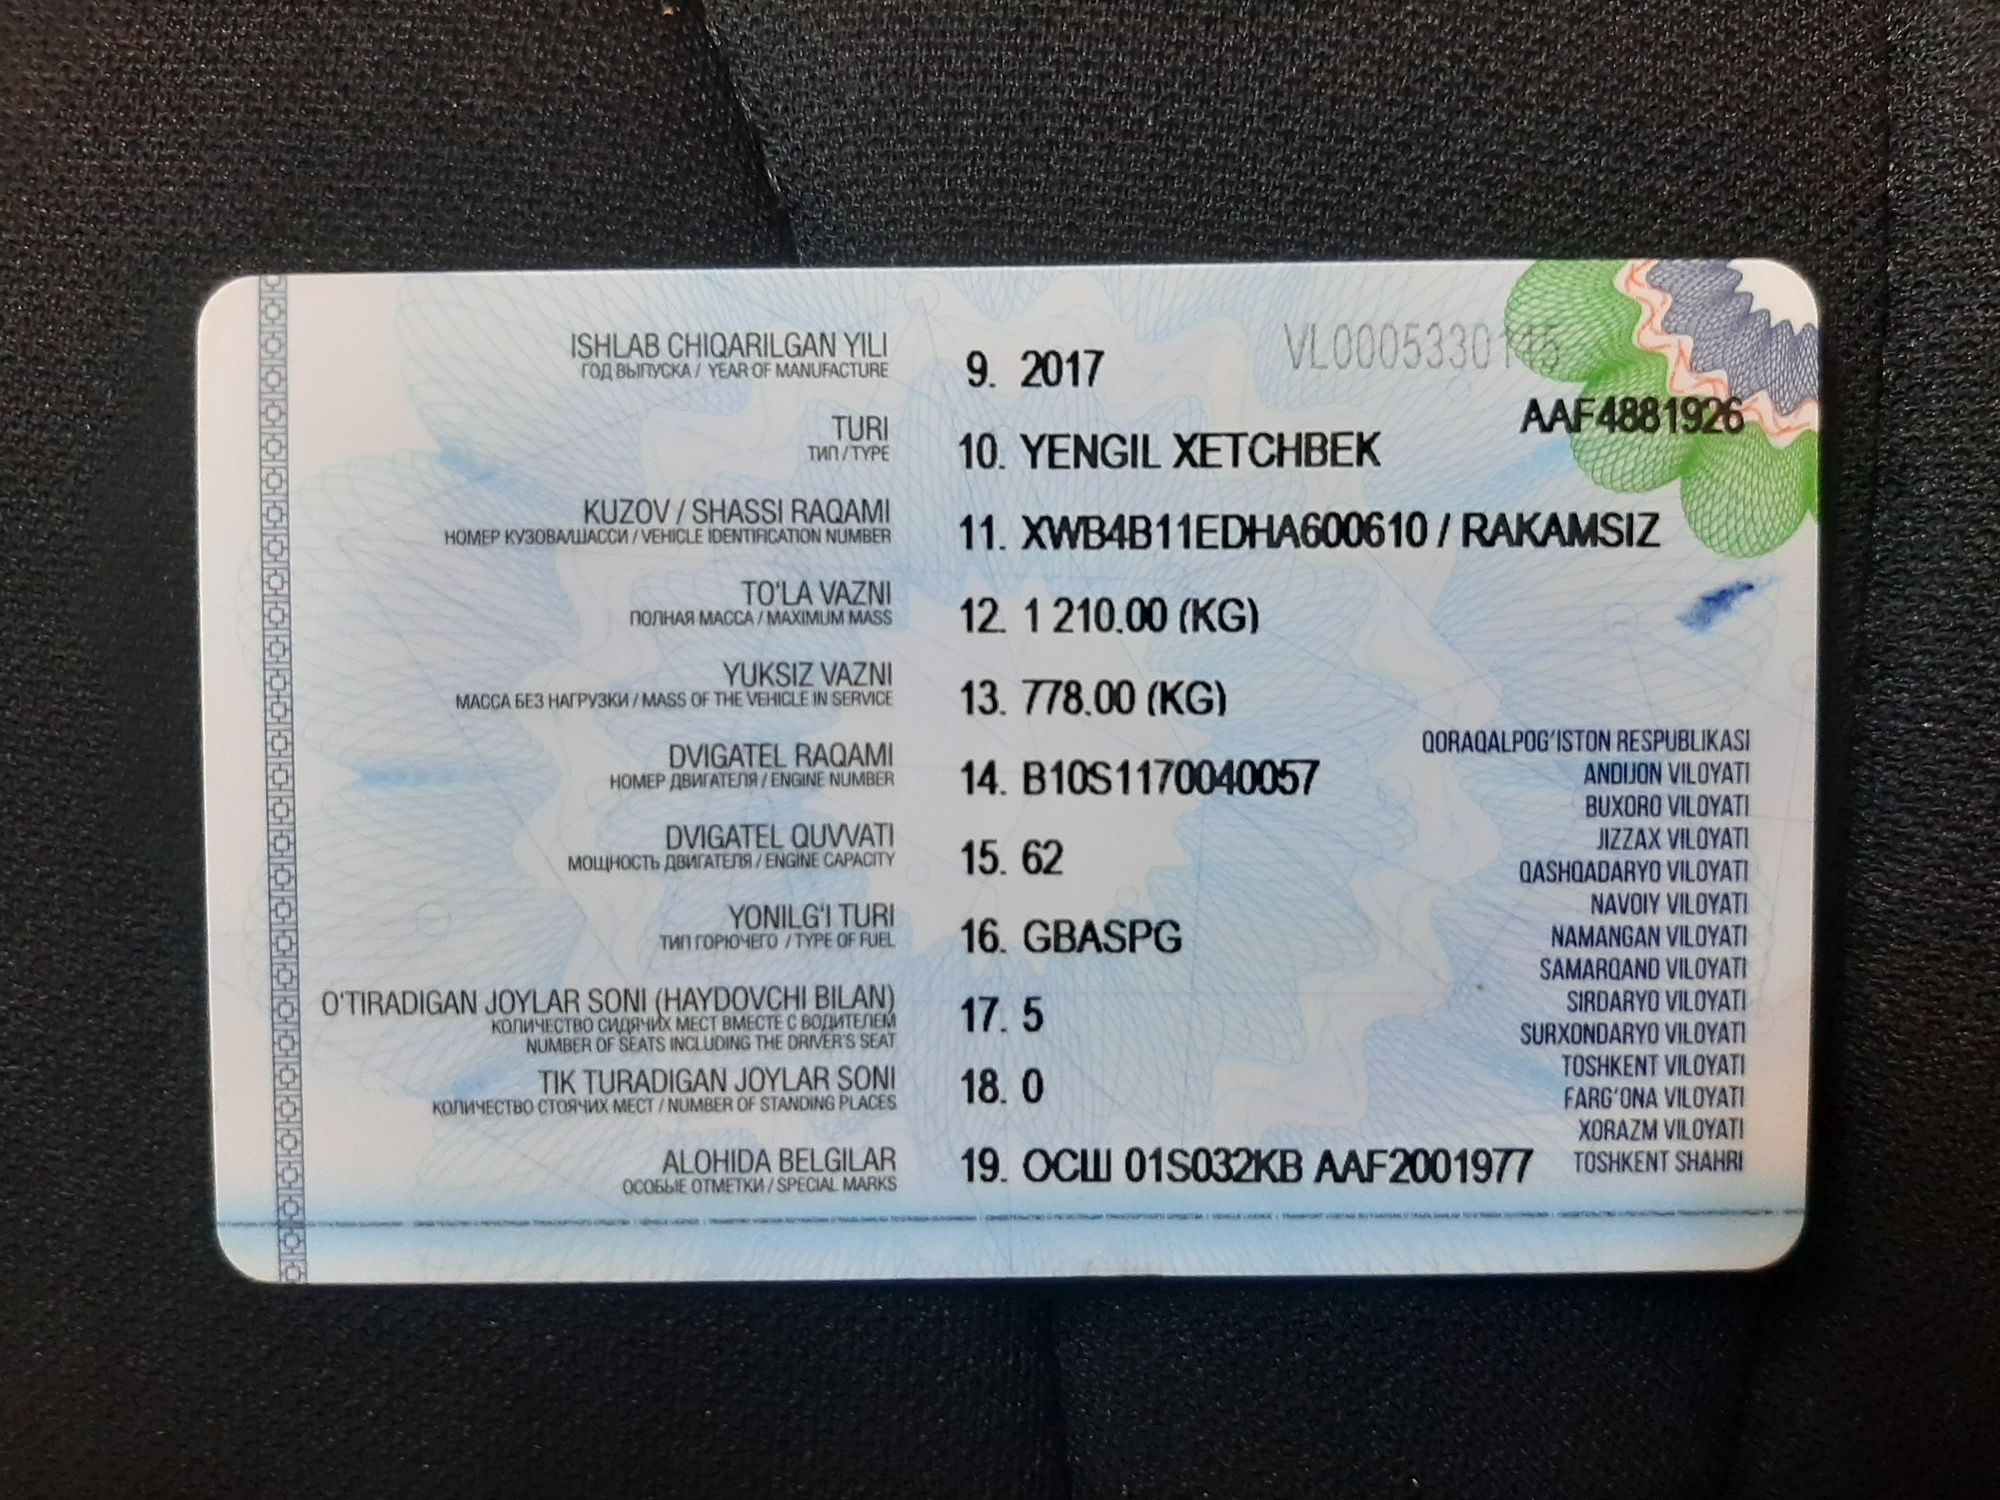 VL0005330145
AAF4881926
ISHLAB CHIQARILGAN YILI
ГОД ВЫПУСКА / YEAR OF MANUFACTURE
9. 2017
TURI
ТИП / TYPE
10. YENGIL XETCHBEK
KUZOV / SHASSI RAQAMI
НОМЕР КУЗОВА/ШАССИ / VEHICLE IDENTIFICATION NUMBER
11. XWB4B11EDHA600610 / RAKAMSIZ
TO‘LA VAZNI
ПОЛНАЯ МАССА / MAXIMUM MASS
12. 1 210.00 (KG)
YUKSIZ VAZNI
МАССА БЕЗ НАГРУЗКИ / MASS OF THE VEHICLE IN SERVICE
13. 778.00 (KG)
DVIGATEL RAQAMI
НОМЕР ДВИГАТЕЛЯ / ENGINE NUMBER
14. B10S1170040057
DVIGATEL QUVVATI
МОЩНОСТЬ ДВИГАТЕЛЯ / ENGINE CAPACITY
15. 62
YONILG‘I TURI
ТИП ГОРЮЧЕГО / TYPE OF FUEL
16. GBASPG
O‘TIRADIGAN JOYLAR SONI (HAYDOVCHI BILAN)
КОЛИЧЕСТВО СИДЯЧИХ МЕСТ ВМЕСТЕ С ВОДИТЕЛЕМ
NUMBER OF SEATS INCLUDING THE DRIVER'S SEAT
17. 5
TIK TURADIGAN JOYLAR SONI
КОЛИЧЕСТВО СТОЯЧИХ МЕСТ / NUMBER OF STANDING PLACES
18. 0
ALOHIDA BELGILAR
ОСОБЫЕ ОТМЕТКИ / SPECIAL MARKS
19. ОСШ 01S032KB AAF2001977
QORAQALPOG‘ISTON RESPUBLIKASI
ANDIJON VILOYATI
BUXORO VILOYATI
JIZZAX VILOYATI
QASHQADARYO VILOYATI
NAVOIY VILOYATI
NAMANGAN VILOYATI
SAMARQAND VILOYATI
SIRDARYO VILOYATI
SURXONDARYO VILOYATI
TOSHKENT VILOYATI
FARG‘ONA VILOYATI
XORAZM VILOYATI
TOSHKENT SHAHRI